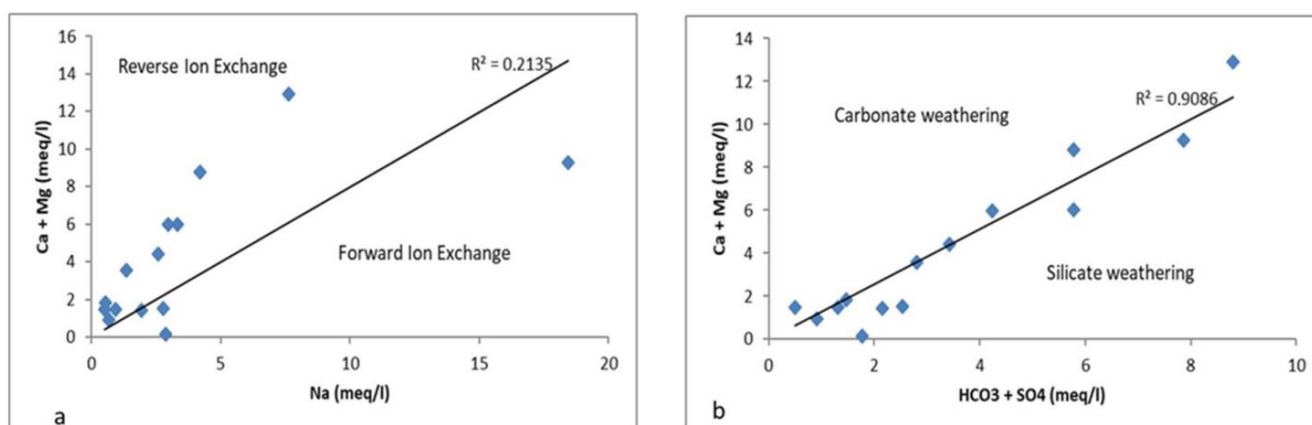 16
14
12
10
8
6
4
2
0
Ca + Mg (meq/l)
Reverse Ion Exchange
R² = 0.2135
Forward Ion Exchange
0 5 10 15 20
Na (meq/l)
a
14
12
10
8
6
4
2
0
Ca + Mg (meq/l)
Carbonate weathering
R² = 0.9086
Silicate weathering
0 2 4 6 8 10
HCO3 + SO4 (meq/l)
b